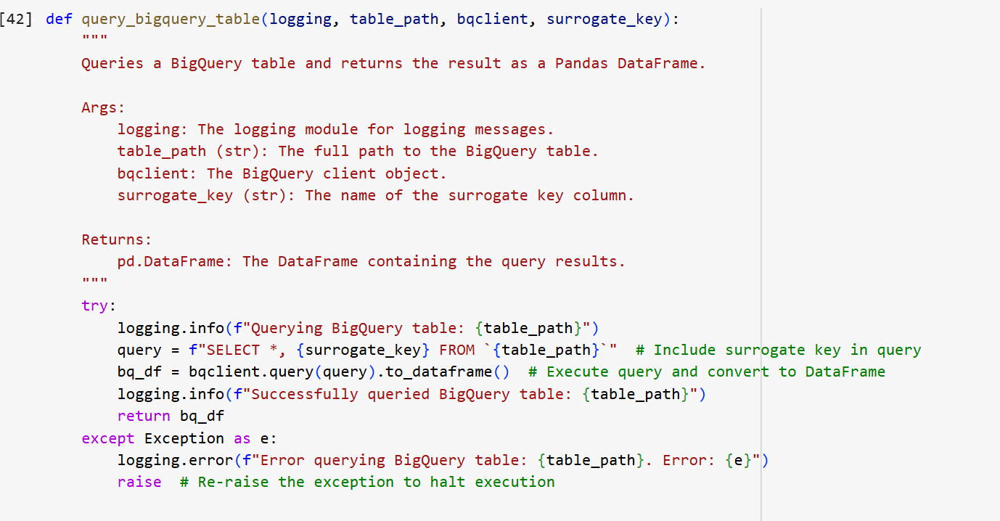 [42] def query_bigquery_table(logging, table_path, bqclient, surrogate_key):
    """
    Queries a BigQuery table and returns the result as a Pandas DataFrame.

    Args:
        logging: The logging module for logging messages.
        table_path (str): The full path to the BigQuery table.
        bqclient: The BigQuery client object.
        surrogate_key (str): The name of the surrogate key column.

    Returns:
        pd.DataFrame: The DataFrame containing the query results.
    """
    try:
        logging.info(f"Querying BigQuery table: {table_path}")
        query = f"SELECT *, {surrogate_key} FROM `{table_path}`"  # Include surrogate key in query
        bq_df = bqclient.query(query).to_dataframe()  # Execute query and convert to DataFrame
        logging.info(f"Successfully queried BigQuery table: {table_path}")
        return bq_df
    except Exception as e:
        logging.error(f"Error querying BigQuery table: {table_path}. Error: {e}")
        raise  # Re-raise the exception to halt execution